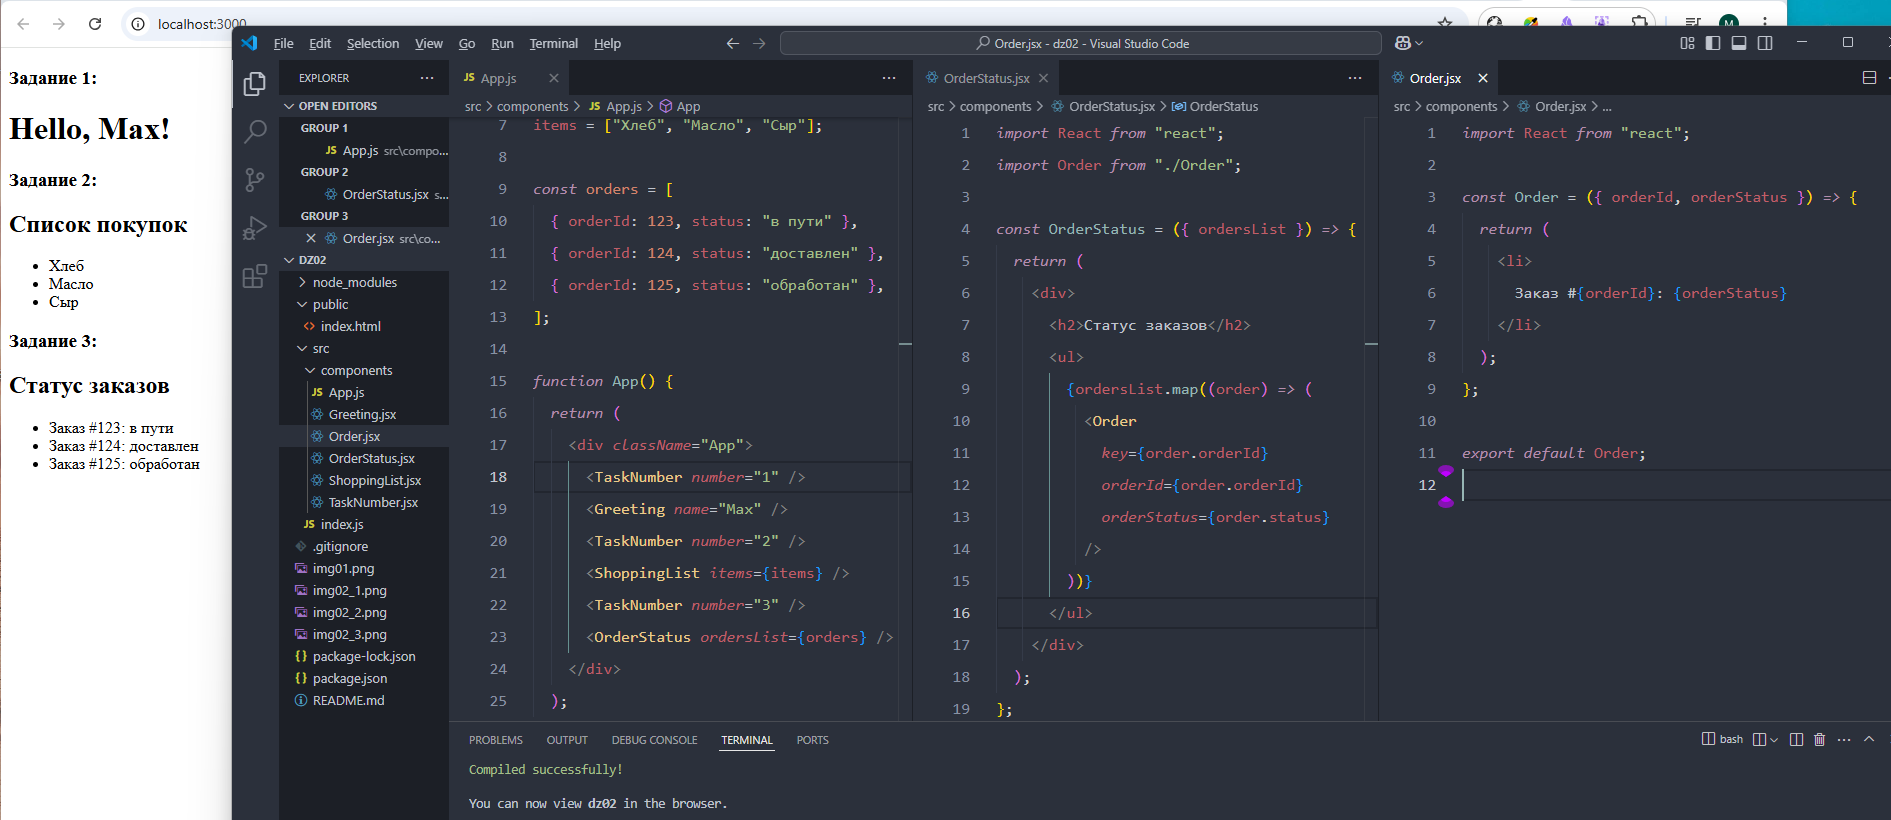 localhost:3000
Задание 1:
Hello, Max!
Задание 2:
Список покупок
Хлеб
Масло
Сыр
Задание 3:
Статус заказов
Заказ #123: в пути
Заказ #124: доставлен
Заказ #125: обработан
File Edit Selection View Go Run Terminal Help
Order.jsx - dz02 - Visual Studio Code
EXPLORER
OPEN EDITORS
GROUP 1
JS App.js src\compo...
GROUP 2
OrderStatus.jsx s...
GROUP 3
Order.jsx src\co...
DZ02
node_modules
public
index.html
src
components
JS App.js
Greeting.jsx
Order.jsx
OrderStatus.jsx
ShoppingList.jsx
TaskNumber.jsx
JS index.js
.gitignore
img01.png
img02_1.png
img02_2.png
img02_3.png
package-lock.json
package.json
README.md
JS App.js
src > components > JS App.js > App
7 items = ["Хлеб", "Масло", "Сыр"];
8
9 const orders = [
10 { orderId: 123, status: "в пути" },
11 { orderId: 124, status: "доставлен" },
12 { orderId: 125, status: "обработан" },
13 ];
14
15 function App() {
16 return (
17 <div className="App">
18 <TaskNumber number="1" />
19 <Greeting name="Max" />
20 <TaskNumber number="2" />
21 <ShoppingList items={items} />
22 <TaskNumber number="3" />
23 <OrderStatus ordersList={orders} />
24 </div>
25 );
OrderStatus.jsx
src > components > OrderStatus.jsx > OrderStatus
1 import React from "react";
2 import Order from "./Order";
3
4 const OrderStatus = ({ ordersList }) => {
5 return (
6 <div>
7 <h2>Статус заказов</h2>
8 <ul>
9 {ordersList.map((order) => (
10 <Order
11 key={order.orderId}
12 orderId={order.orderId}
13 orderStatus={order.status}
14 />
15 ))}
16 </ul>
17 </div>
18 );
19 };
Order.jsx
src > components > Order.jsx > ...
1 import React from "react";
2
3 const Order = ({ orderId, orderStatus }) => {
4 return (
5 <li>
6 Заказ #{orderId}: {orderStatus}
7 </li>
8 );
9 };
10
11 export default Order;
12
PROBLEMS OUTPUT DEBUG CONSOLE TERMINAL PORTS
bash
Compiled successfully!
You can now view dz02 in the browser.